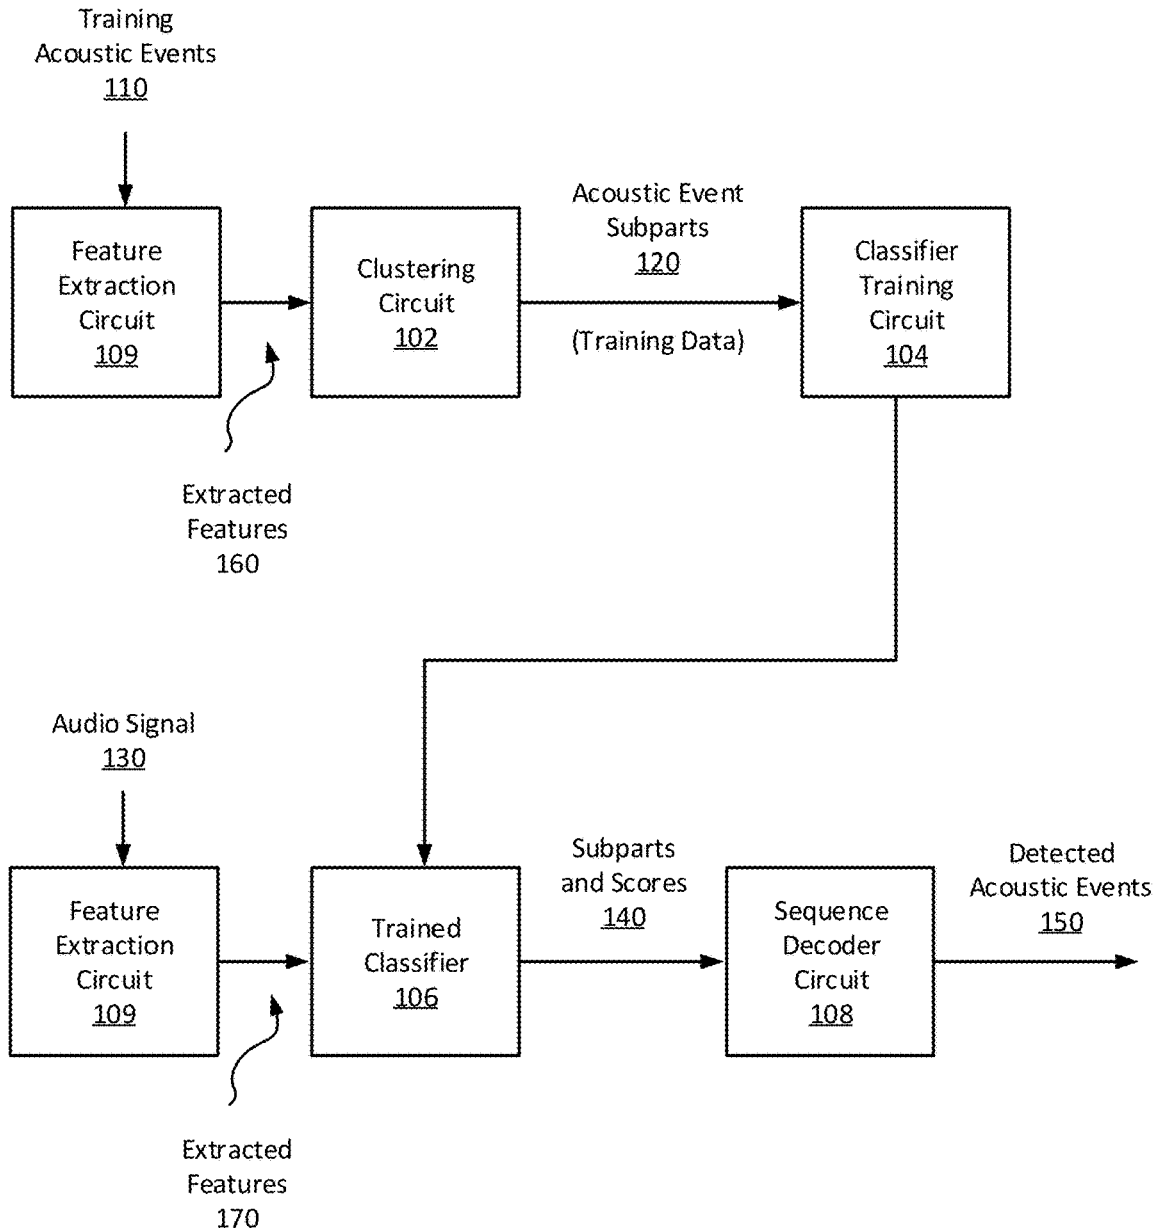 Training
Acoustic Events
110
Feature
Extraction
Circuit
109
Clustering
Circuit
102
Acoustic Event
Subparts
120
(Training Data)
Classifier
Training
Circuit
104
Extracted
Features
160
Audio Signal
130
Feature
Extraction
Circuit
109
Trained
Classifier
106
Subparts
and Scores
140
Sequence
Decoder
Circuit
108
Detected
Acoustic Events
150
Extracted
Features
170